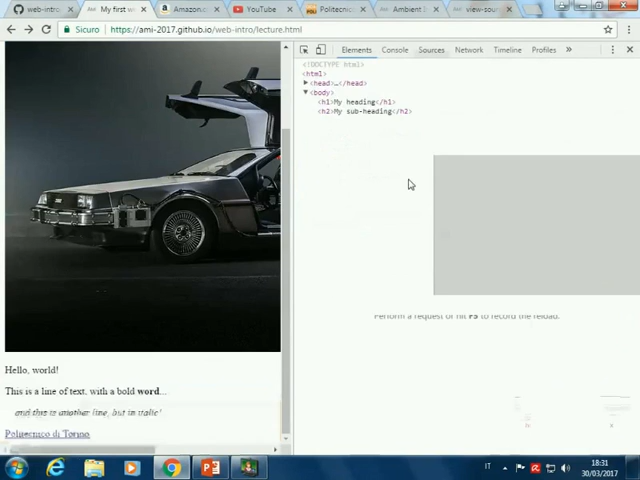 web-intro/
My first w
Amazon.c
YouTube
Politecnic
Ambient I
view-sour
Sicuro https://ami-2017.github.io/web-intro/lecture.html
Elements Console Sources Network Timeline Profiles »
<!DOCTYPE html>
<html>
▶<head>…</head>
▼<body>
<h1>My heading</h1>
<h2>My sub-heading</h2>
Perform a request or hit F5 to record the reload.
Hello, world!
This is a line of text, with a bold word...
and this is another line, but in italic!
Politecnico di Torino
IT
18:31
30/03/2017